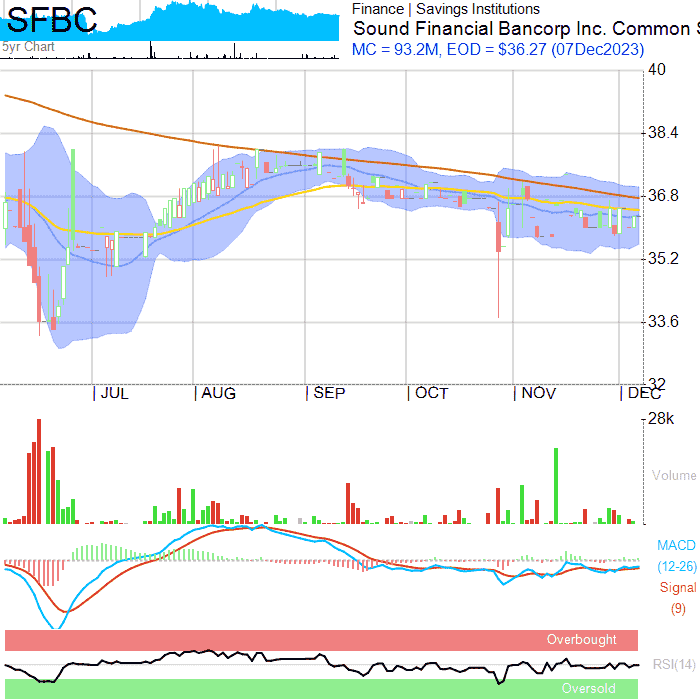 SFBC
Finance | Savings Institutions
Sound Financial Bancorp Inc. Common S
5yr Chart
MC = 93.2M, EOD = $36.27 (07Dec2023)
40
38.4
36.8
35.2
33.6
32
JUL AUG SEP OCT NOV DEC
28k
Volume
MACD
(12-26)
Signal
(9)
Overbought
RSI(14)
Oversold